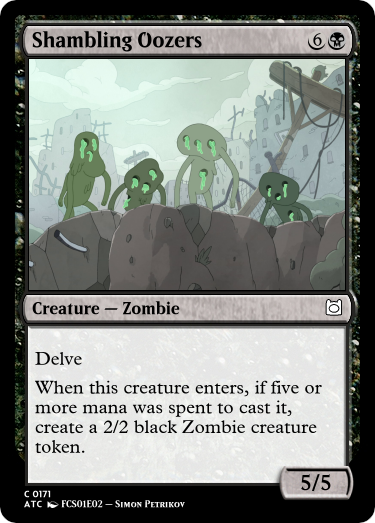 Shambling Oozers 6
Creature — Zombie
Delve
When this creature enters, if five or
more mana was spent to cast it,
create a 2/2 black Zombie creature
token.
5/5
C 0171
ATC FCS01E02 – Simon Petrikov